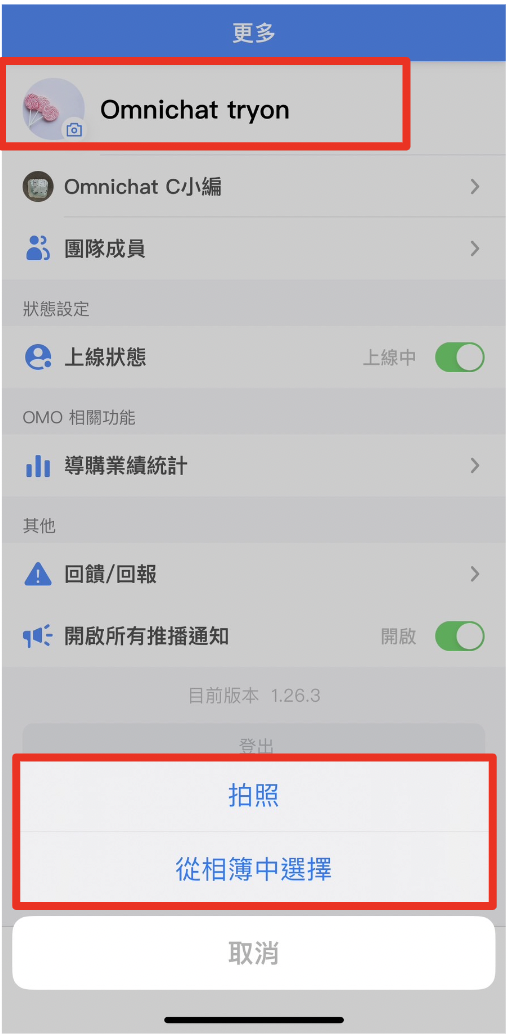 更多
Omnichat tryon
Omnichat C小編
團隊成員
狀態設定
上線狀態 上線中
OMO 相關功能
導購業績統計
其他
回饋/回報
開啟所有推播通知 開啟
目前版本 1.26.3
登出
拍照
從相簿中選擇
取消